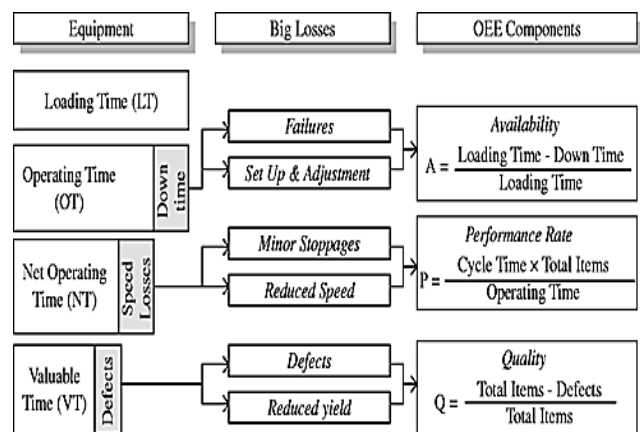 Equipment
Big Losses
OEE Components
Loading Time (LT)
Operating Time
(OT)
Down
time
Failures
Set Up & Adjustment
Availability
A = Loading Time - Down Time
Loading Time
Net Operating
Time (NT)
Speed
Losses
Minor Stoppages
Reduced Speed
Performance Rate
P = Cycle Time × Total Items
Operating Time
Valuable
Time (VT)
Defects
Defects
Reduced yield
Quality
Q = Total Items - Defects
Total Items